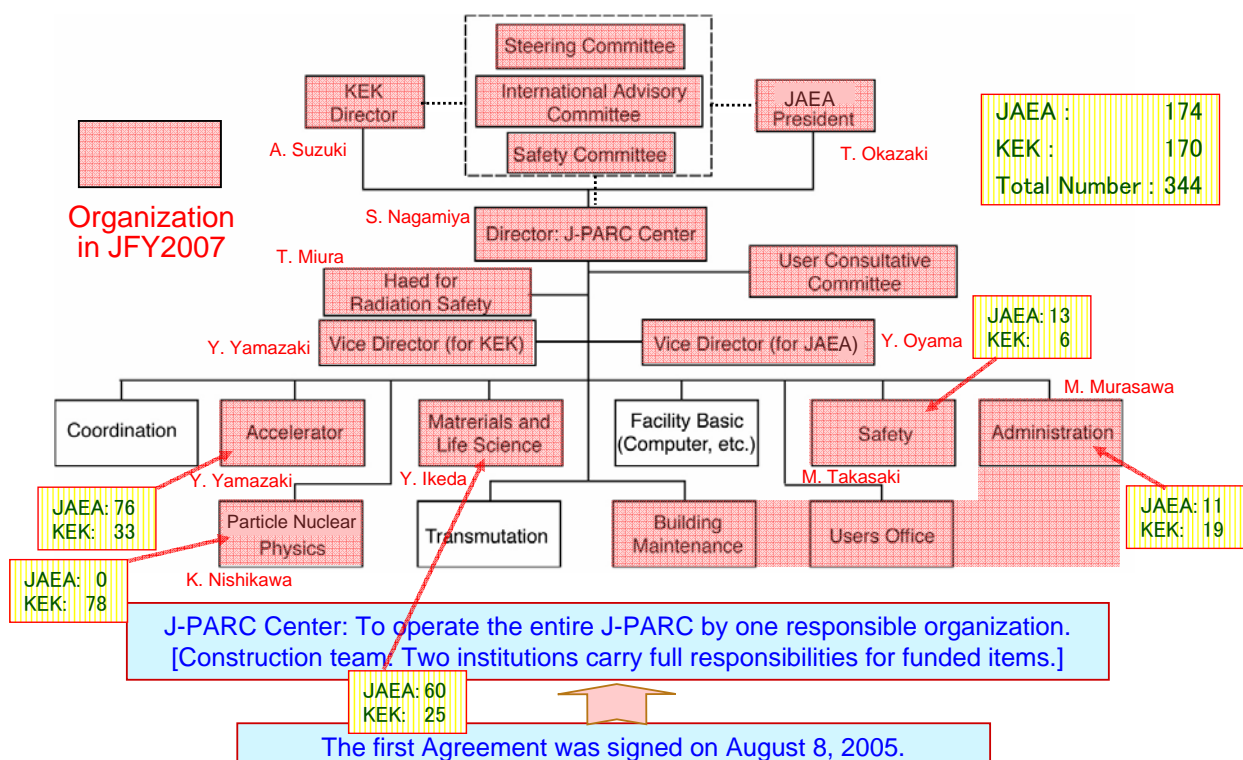 Steering Committee
KEK
Director
International Advisory
Committee
JAEA
President
Safety Committee
A. Suzuki
T. Okazaki
JAEA : 174
KEK : 170
Total Number : 344
Organization
in JFY2007
S. Nagamiya
Director: J-PARC Center
T. Miura
Haed for
Radiation Safety
User Consultative
Committee
Y. Yamazaki
Vice Director (for KEK)
Vice Director (for JAEA)
Y. Oyama
JAEA: 13
KEK: 6
M. Murasawa
Coordination
Accelerator
Matrerials and
Life Science
Facility Basic
(Computer, etc.)
Safety
Administration
Y. Yamazaki
Y. Ikeda
M. Takasaki
JAEA: 76
KEK: 33
Particle Nuclear
Physics
Transmutation
Building
Maintenance
Users Office
JAEA: 11
KEK: 19
K. Nishikawa
JAEA: 0
KEK: 78
J-PARC Center: To operate the entire J-PARC by one responsible organization.
[Construction team: Two institutions carry full responsibilities for funded items.]
JAEA: 60
KEK: 25
The first Agreement was signed on August 8, 2005.